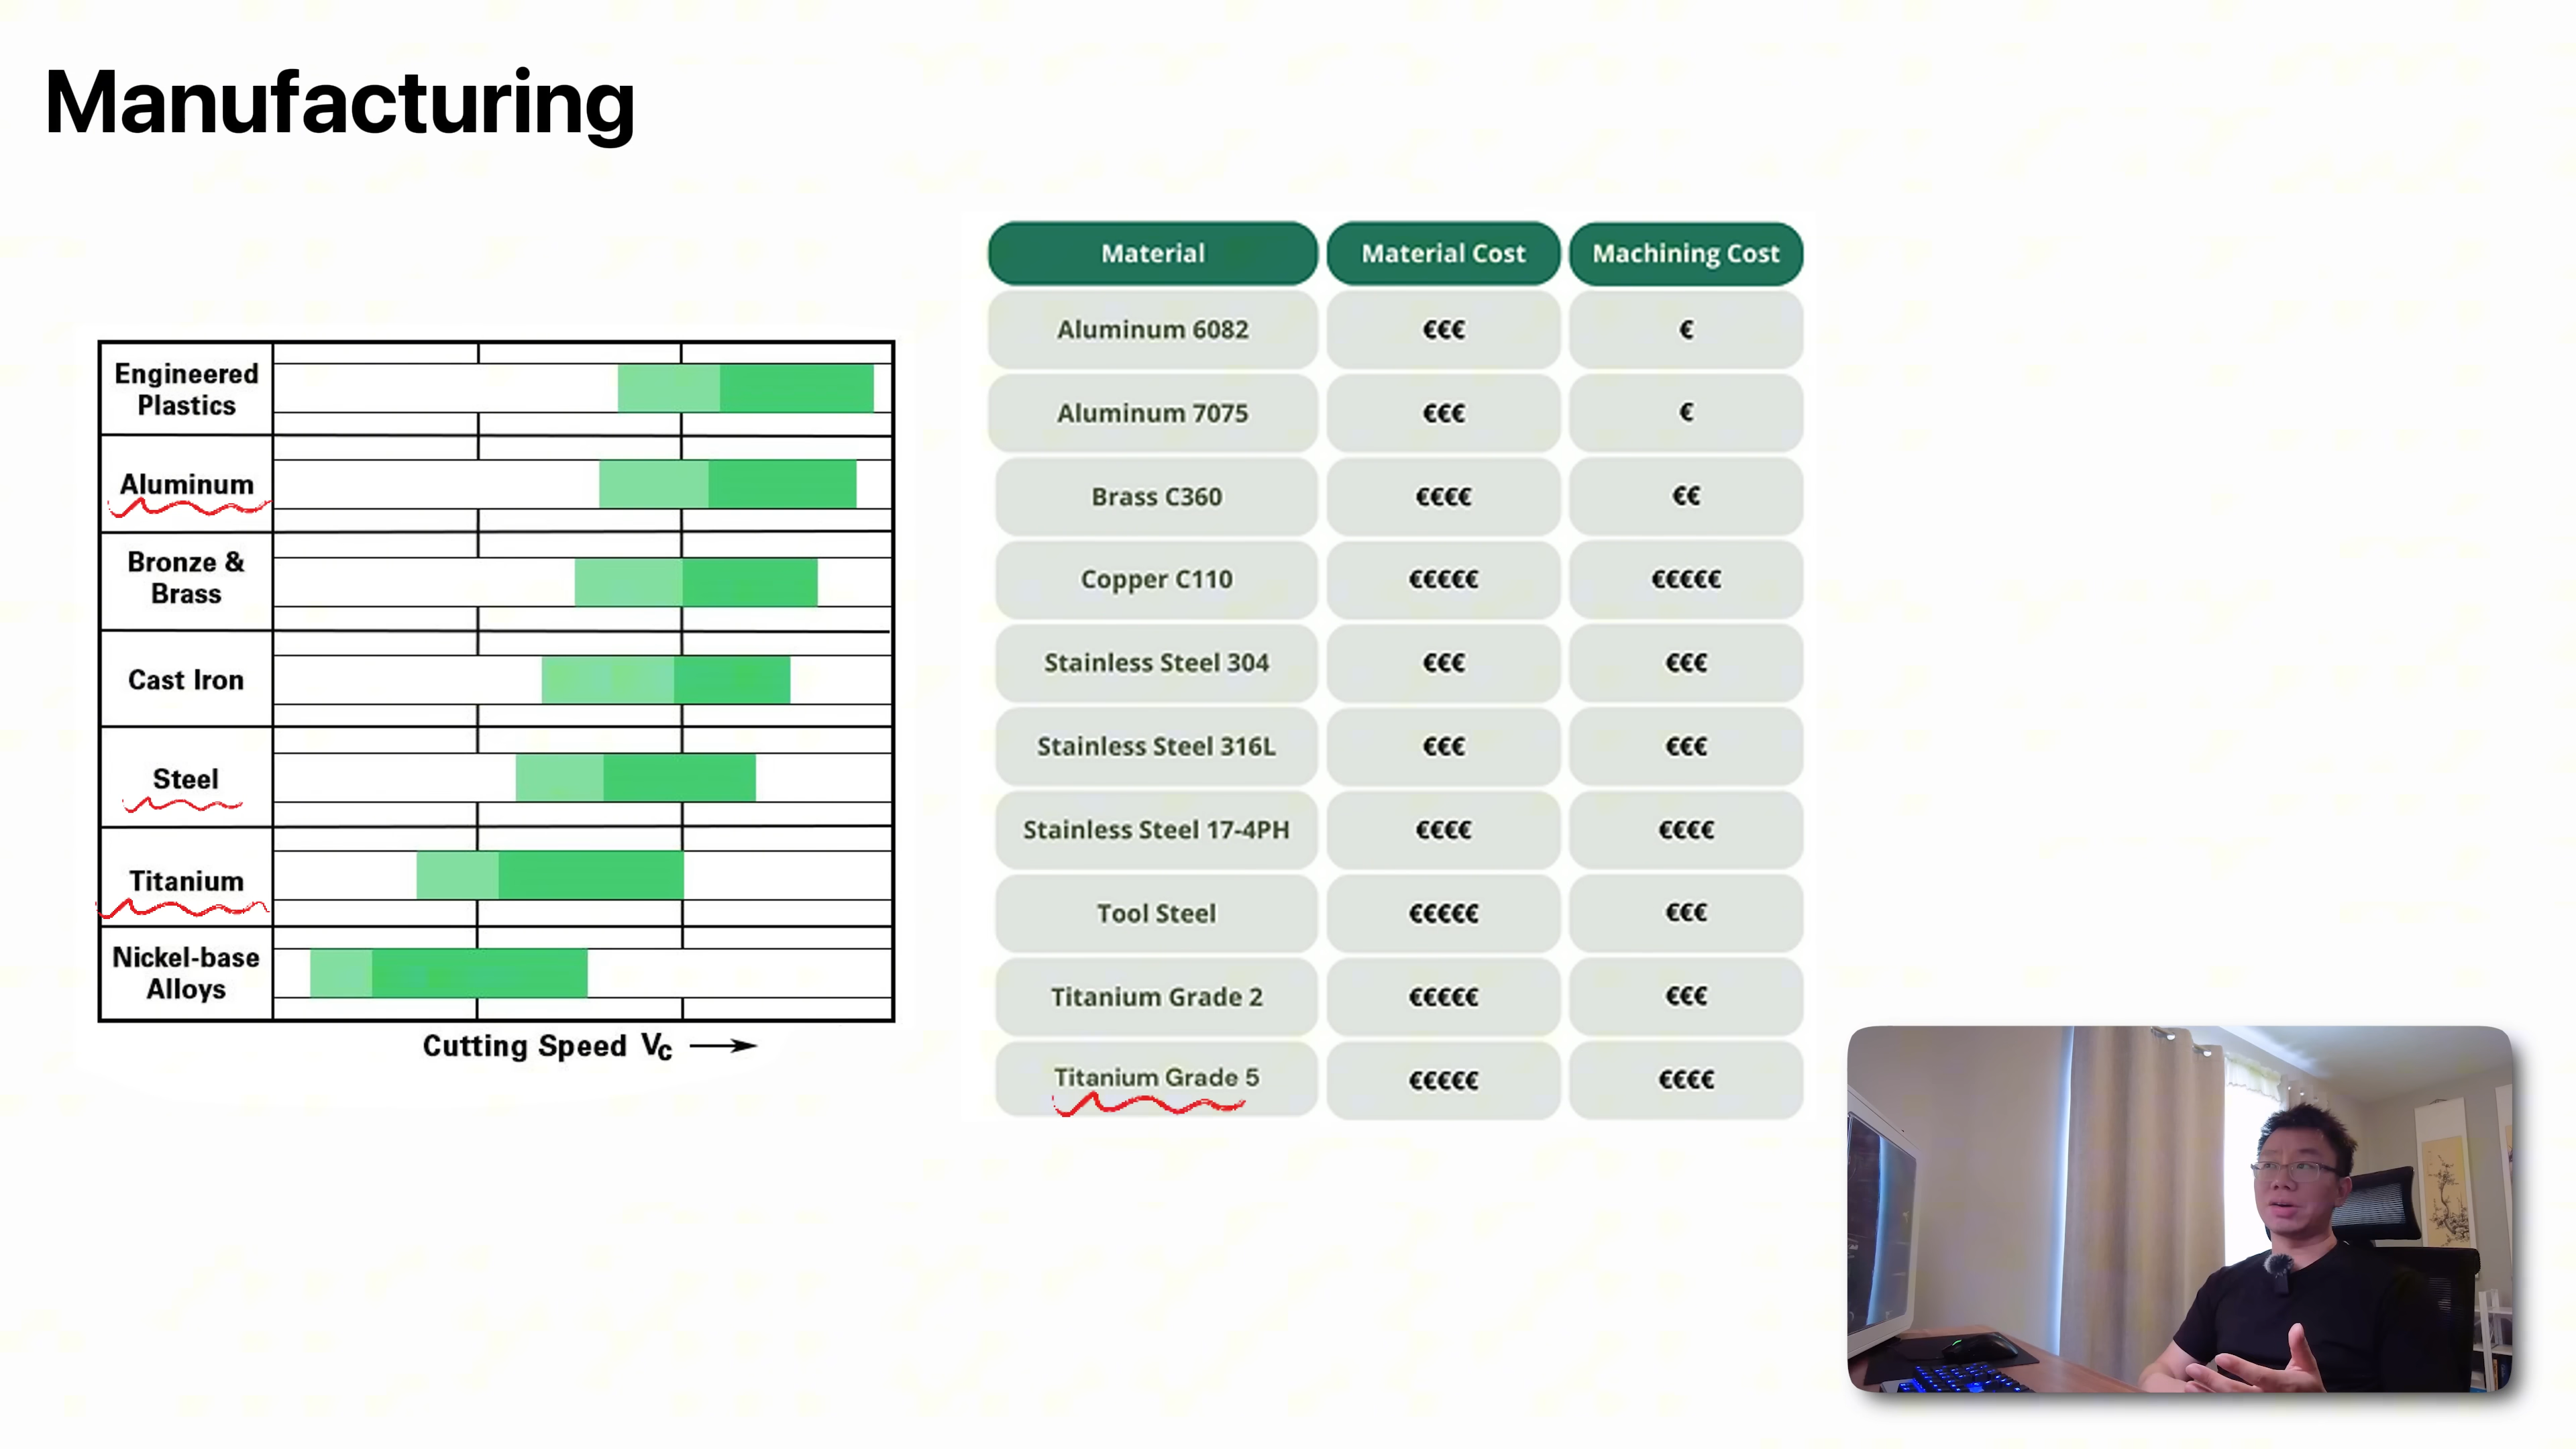 Manufacturing
Engineered
Plastics
Aluminum
Bronze &
Brass
Cast Iron
Steel
Titanium
Nickel-base
Alloys
Cutting Speed Vc →
Material Material Cost Machining Cost
Aluminum 6082 €€€ €
Aluminum 7075 €€€ €
Brass C360 €€€€ €€
Copper C110 €€€€€ €€€€€
Stainless Steel 304 €€€ €€€
Stainless Steel 316L €€€ €€€
Stainless Steel 17-4PH €€€€ €€€€
Tool Steel €€€€€ €€€
Titanium Grade 2 €€€€€ €€€
Titanium Grade 5 €€€€€ €€€€